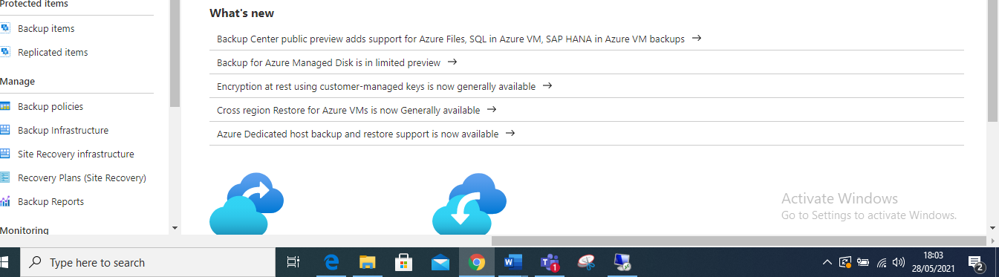 Protected items
Backup items
Replicated items
Manage
Backup policies
Backup Infrastructure
Site Recovery infrastructure
Recovery Plans (Site Recovery)
Backup Reports
Monitoring
What's new
Backup Center public preview adds support for Azure Files, SQL in Azure VM, SAP HANA in Azure VM backups →
Backup for Azure Managed Disk is in limited preview →
Encryption at rest using customer-managed keys is now generally available →
Cross region Restore for Azure VMs is now Generally available →
Azure Dedicated host backup and restore support is now available →
Activate Windows
Go to Settings to activate Windows.
Type here to search
1
18:03
28/05/2021
2